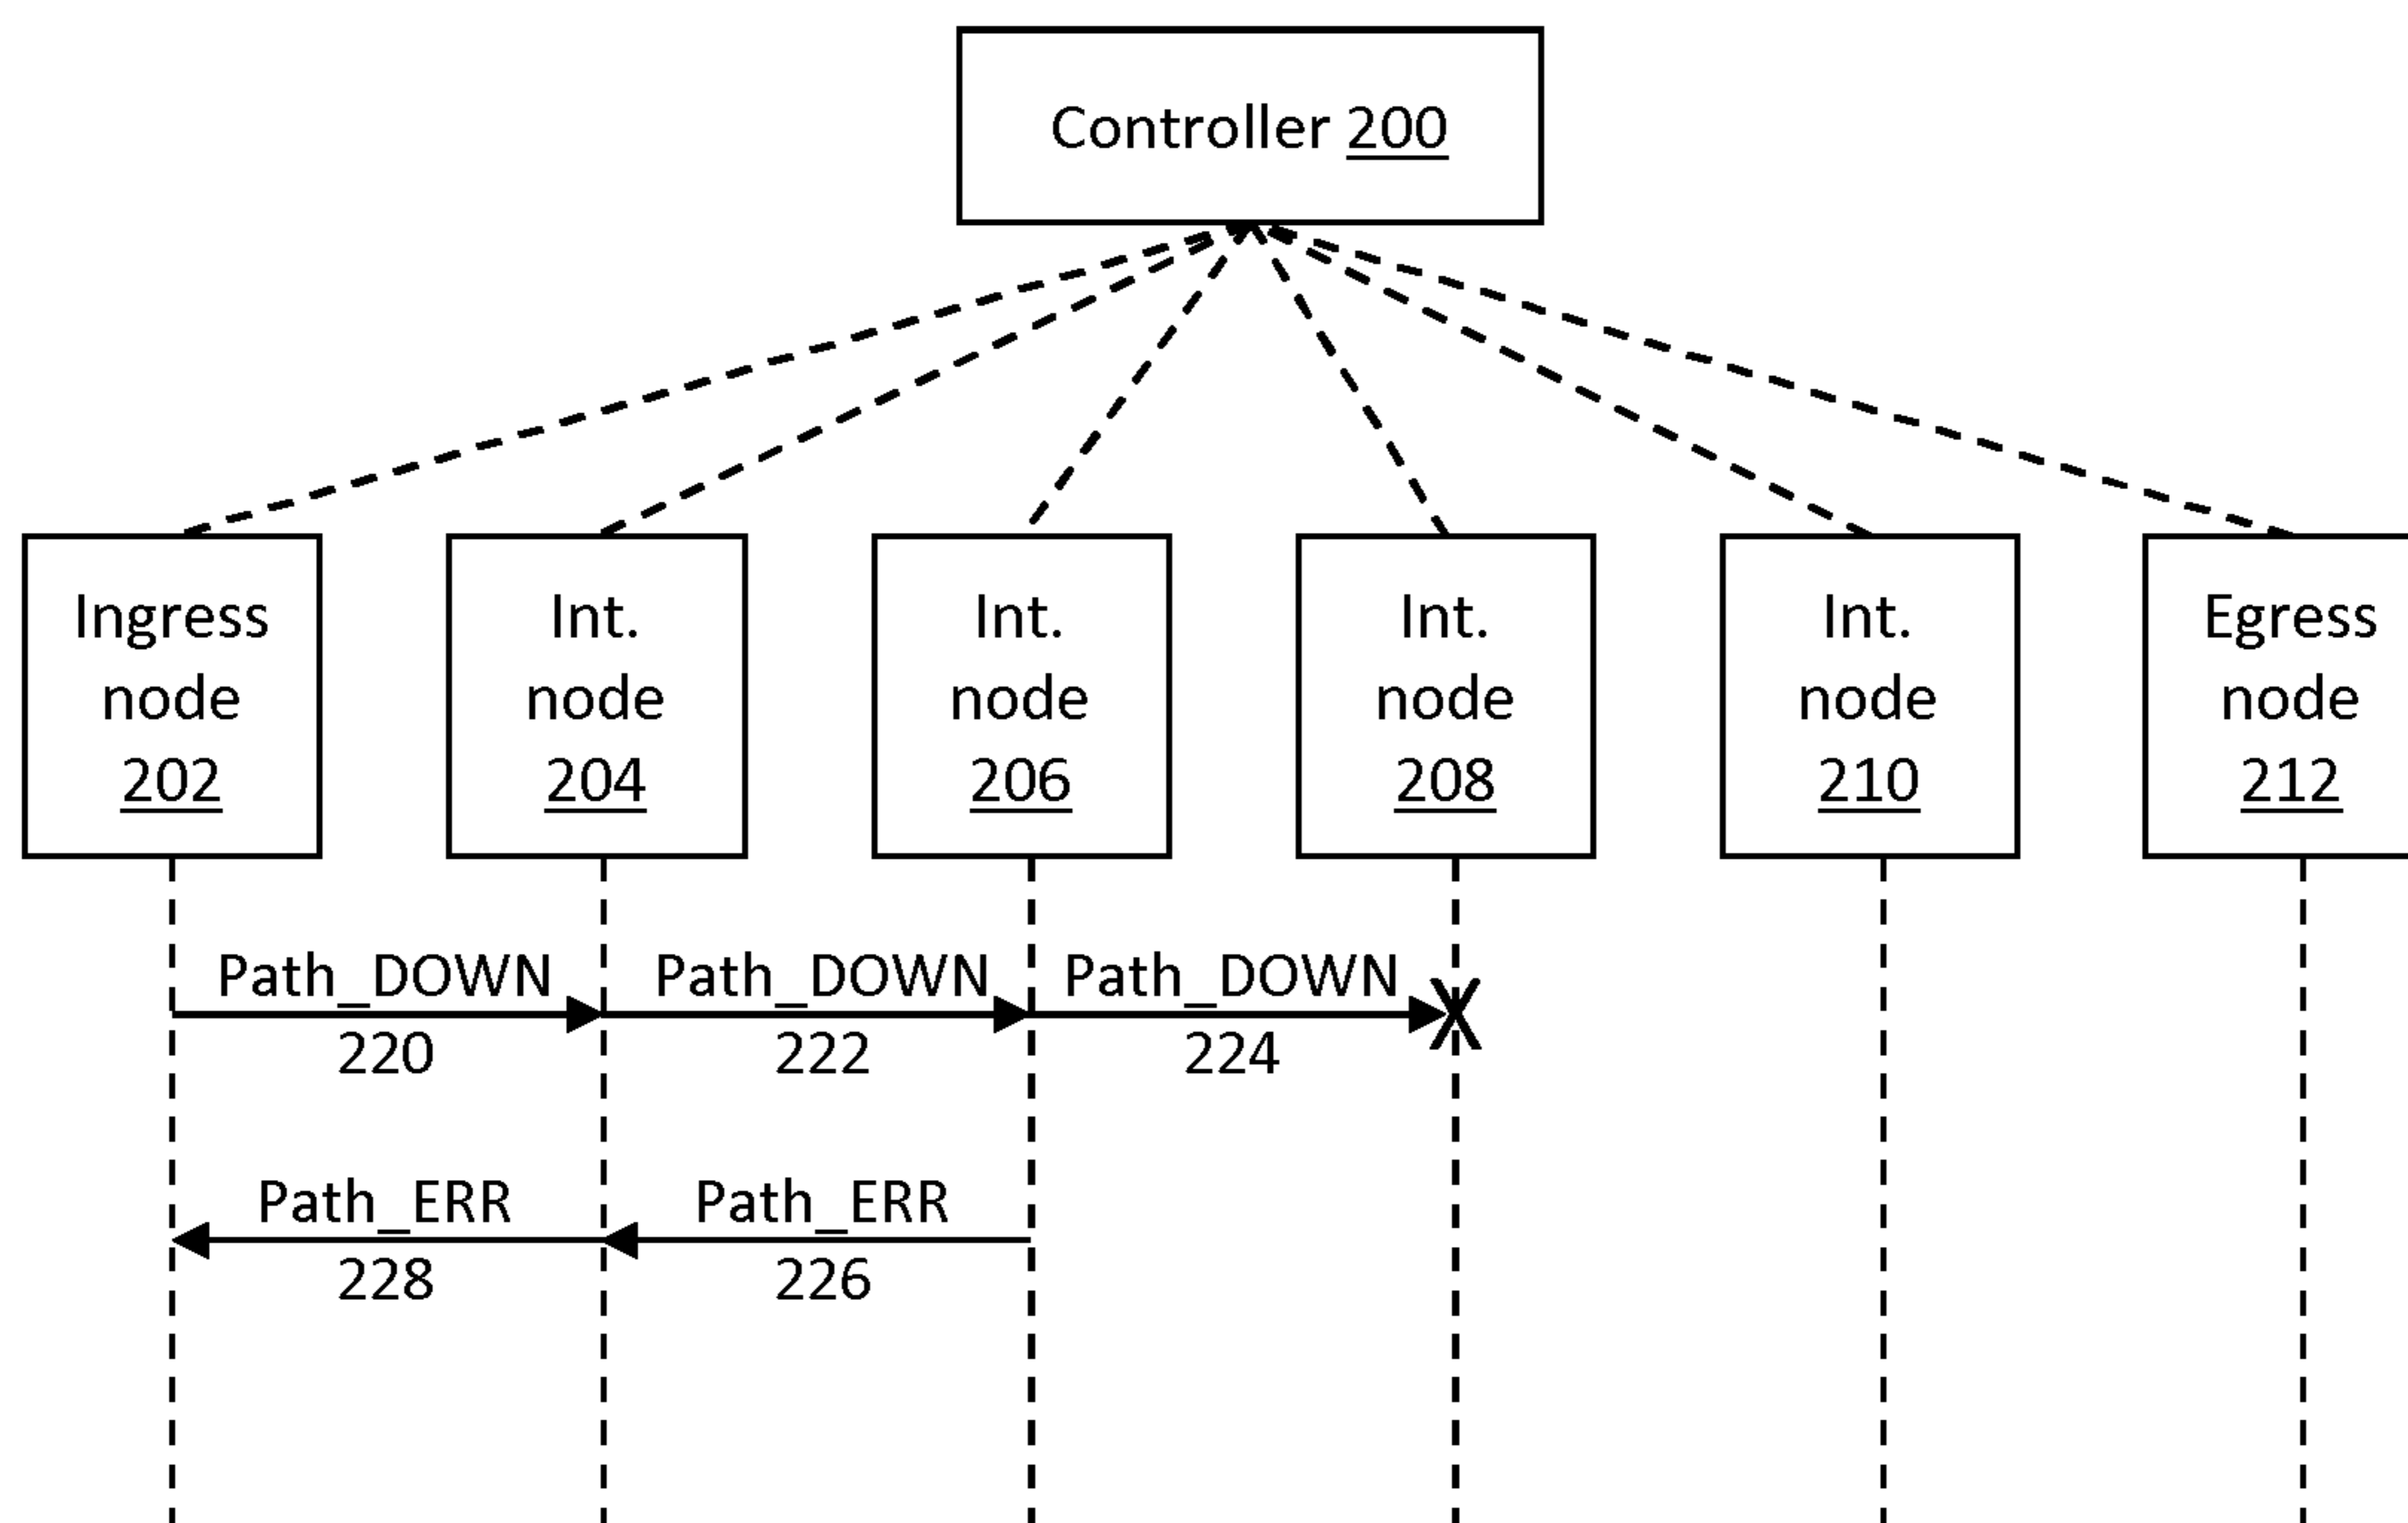 Controller 200
Ingress
node
202
Int.
node
204
Int.
node
206
Int.
node
208
Int.
node
210
Egress
node
212
Path_DOWN
220
Path_DOWN
222
Path_DOWN
224
X
Path_ERR
228
Path_ERR
226